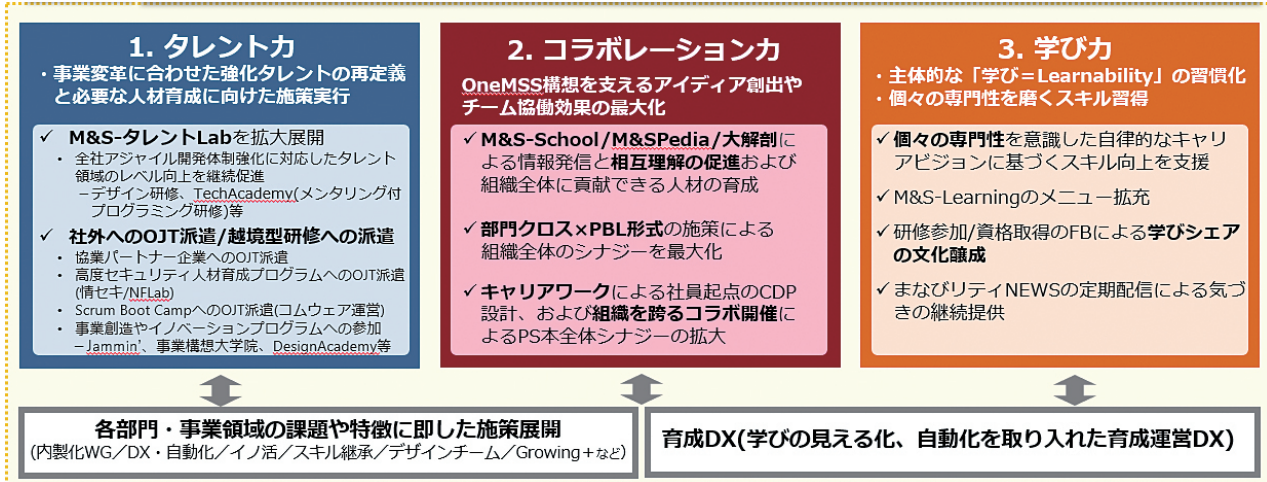 1. タレント力
・事業変革に合わせた強化タレントの再定義
と必要な人材育成に向けた施策実行
✓ M&S-タレントLabを拡大展開
・全社アジャイル開発体制強化に対応したタレント
領域のレベル向上を継続促進
－デザイン研修、TechAcademy(メンタリング付
プログラミング研修)等
✓ 社外へのOJT派遣/越境型研修への派遣
・協業パートナー企業へのOJT派遣
・高度セキュリティ人材育成プログラムへのOJT派遣
(情セキ/NFLab)
・Scrum Boot CampへのOJT派遣(コムウェア運営)
・事業創造やイノベーションプログラムへの参加
－Jammin'、事業構想大学院、DesignAcademy等
2. コラボレーション力
OneMSS構想を支えるアイディア創出や
チーム協働効果の最大化
✓ M&S-School/M&SPedia/大解剖に
よる情報発信と相互理解の促進および
組織全体に貢献できる人材の育成
✓ 部門クロス×PBL形式の施策による
組織全体のシナジーを最大化
✓ キャリアワークによる社員起点のCDP
設計、および組織を跨るコラボ開催に
よるPS本全体シナジーの拡大
3. 学び力
・主体的な「学び＝Learnability」の習慣化
・個々の専門性を磨くスキル習得
✓ 個々の専門性を意識した自律的なキャリ
アビジョンに基づくスキル向上を支援
✓ M&S-Learningのメニュー拡充
✓ 研修参加/資格取得のFBによる学びシェア
の文化醸成
✓ まなびリティNEWSの定期配信による気づ
きの継続提供
各部門・事業領域の課題や特徴に即した施策展開
(内製化WG／DX・自動化／イノ活／スキル継承／デザインチーム／Growing＋など)
育成DX(学びの見える化、自動化を取り入れた育成運営DX)